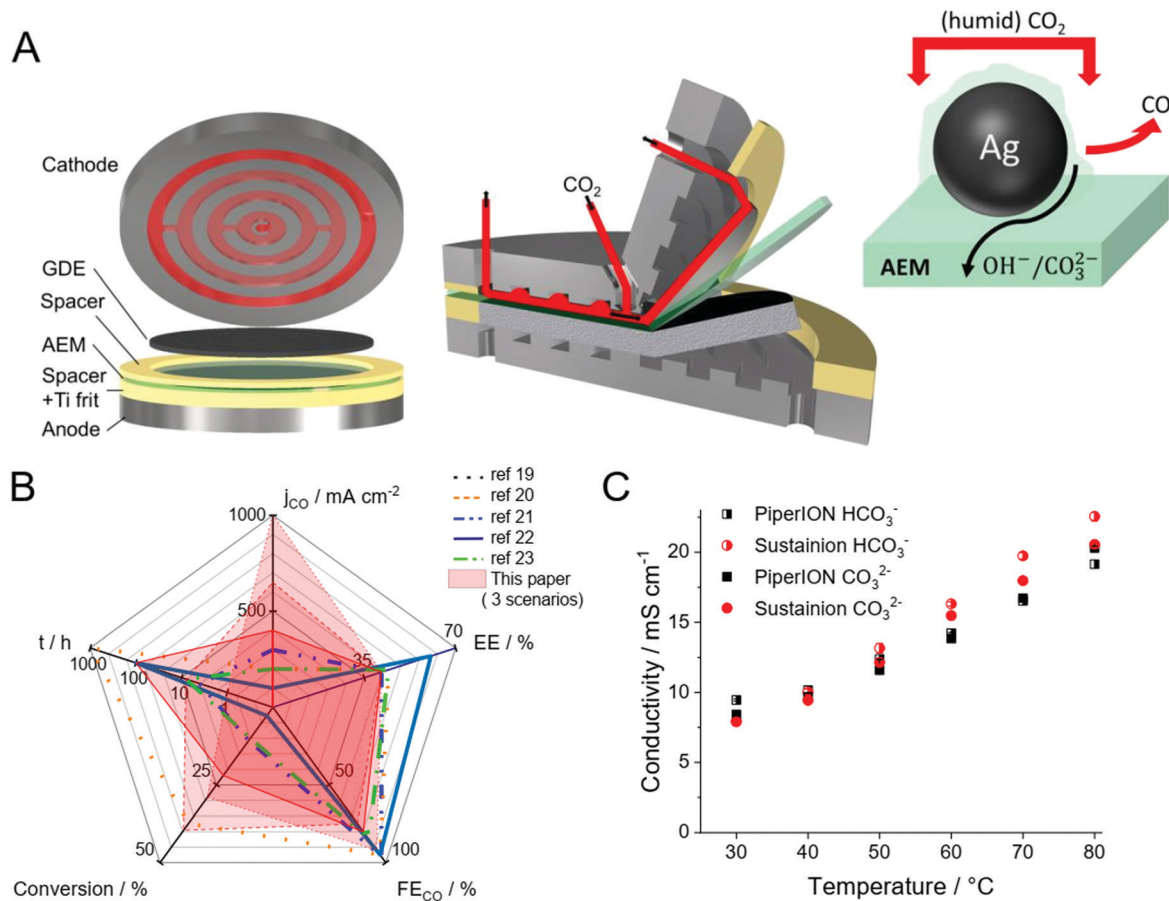 A
Cathode
GDE
Spacer
AEM
Spacer
+Ti frit
Anode
CO₂
(humid) CO₂
Ag
CO
AEM
OH⁻/CO₃²⁻
B
j_CO / mA cm⁻²
1000
500
ref 19
ref 20
ref 21
ref 22
ref 23
This paper
( 3 scenarios)
70
EE / %
35
t / h
1000
100
10
1
25
50
50
100
Conversion / %
FE_CO / %
C
PiperION HCO₃⁻
Sustainion HCO₃⁻
PiperION CO₃²⁻
Sustainion CO₃²⁻
Conductivity / mS cm⁻¹
20
15
10
5
0
30 40 50 60 70 80
Temperature / °C